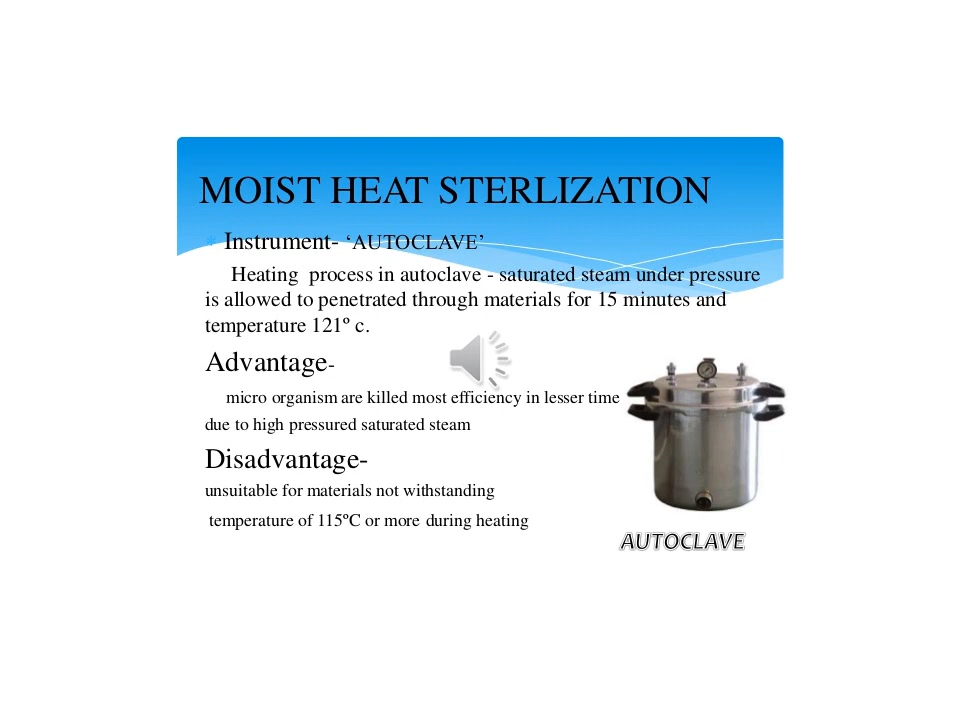 MOIST HEAT STERLIZATION
* Instrument- ‘AUTOCLAVE’
Heating process in autoclave - saturated steam under pressure
is allowed to penetrated through materials for 15 minutes and
temperature 121º c.
Advantage-
micro organism are killed most efficiency in lesser time
due to high pressured saturated steam
Disadvantage-
unsuitable for materials not withstanding
temperature of 115ºC or more during heating
AUTOCLAVE